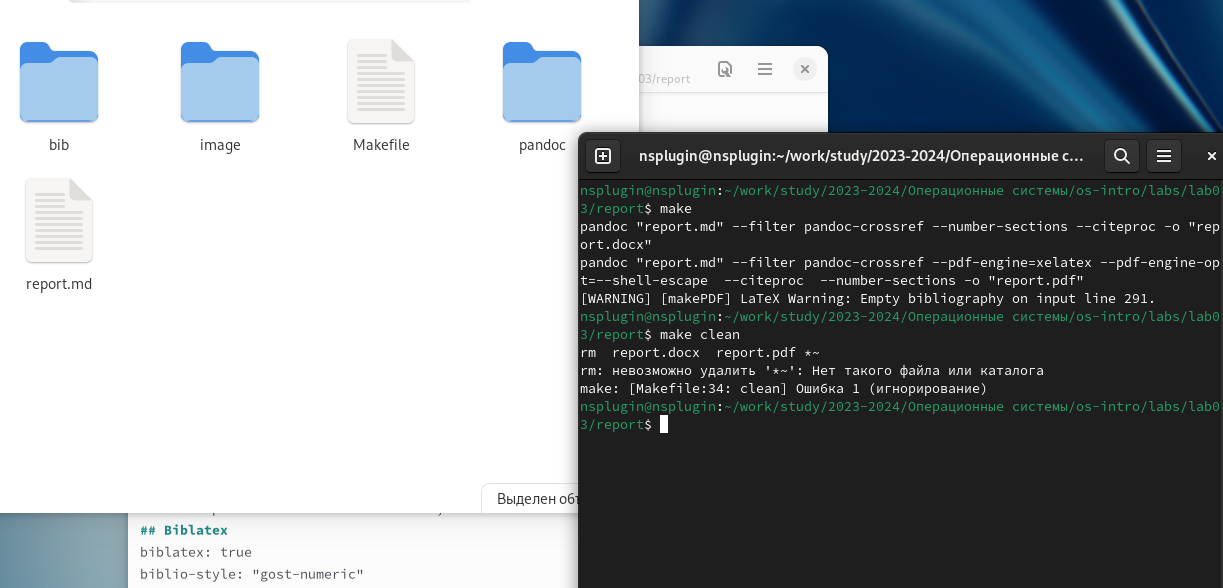 03/report
bib
image
Makefile
pandoc
report.md
Выделен объ
nsplugin@nsplugin:~/work/study/2023-2024/Операционные с...
nsplugin@nsplugin:~/work/study/2023-2024/Операционные системы/os-intro/labs/lab0
3/report$ make
pandoc "report.md" --filter pandoc-crossref --number-sections --citeproc -o "rep
ort.docx"
pandoc "report.md" --filter pandoc-crossref --pdf-engine=xelatex --pdf-engine-op
t=--shell-escape  --citeproc  --number-sections -o "report.pdf"
[WARNING] [makePDF] LaTeX Warning: Empty bibliography on input line 291.
nsplugin@nsplugin:~/work/study/2023-2024/Операционные системы/os-intro/labs/lab0
3/report$ make clean
rm  report.docx  report.pdf *~
rm: невозможно удалить '*~': Нет такого файла или каталога
make: [Makefile:34: clean] Ошибка 1 (игнорирование)
nsplugin@nsplugin:~/work/study/2023-2024/Операционные системы/os-intro/labs/lab0
3/report$
## Biblatex
biblatex: true
biblio-style: "gost-numeric"